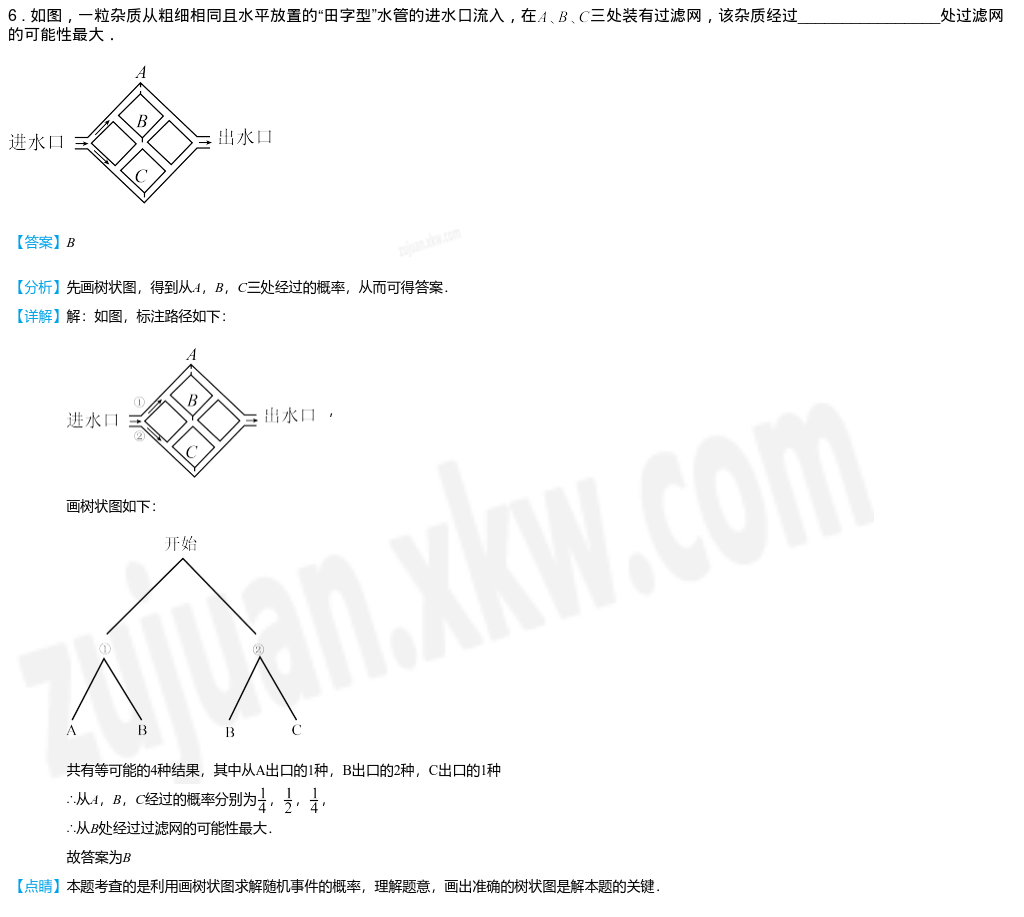 6．如图，一粒杂质从粗细相同且水平放置的“田字型”水管的进水口流入，在A、B、C三处装有过滤网，该杂质经过____________________处过滤网
的可能性最大．
A
B
进水口
出水口
C
【答案】B
zujuan.xkw.com
【分析】先画树状图，得到从A，B，C三处经过的概率，从而可得答案．
【详解】解：如图，标注路径如下：
A
①
B
进水口
出水口 ，
②
C
画树状图如下：
开始
① ②
A B B C
zujuan.xkw.com
共有等可能的4种结果，其中从A出口的1种，B出口的2种，C出口的1种
∴从A，B，C经过的概率分别为1/4，1/2，1/4，
∴从B处经过过滤网的可能性最大．
故答案为B
【点睛】本题考查的是利用画树状图求解随机事件的概率，理解题意，画出准确的树状图是解本题的关键．